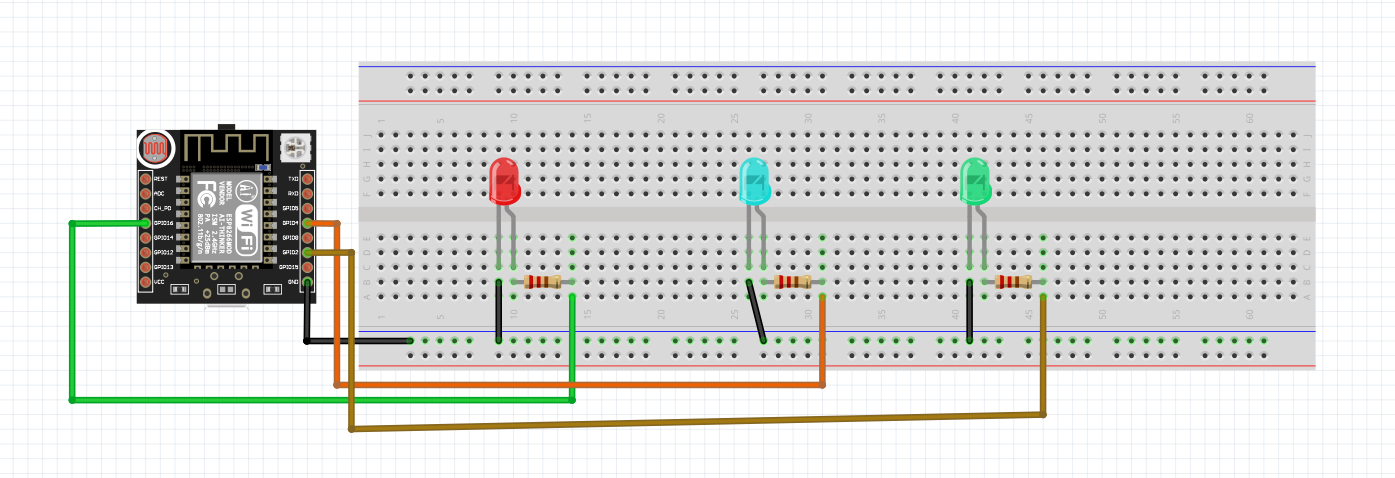 REST
ADC
CH_PD
GPIO16
GPIO14
GPIO12
GPIO13
VCC
MODEL
VENDOR
FC
Ai
Wi Fi
ESP8266MOD
AI-THINKER
ISM 2.4GHz
PA +25dBm
802.11b/g/n
TXD
RXD
GPIO5
GPIO4
GPIO0
GPIO2
GPIO15
GND
1 5 10 15 20 25 30 35 40 45 50 55 60
J J
I I
H H
G G
F F
E E
D D
C C
B B
A A
1 5 10 15 20 25 30 35 40 45 50 55 60